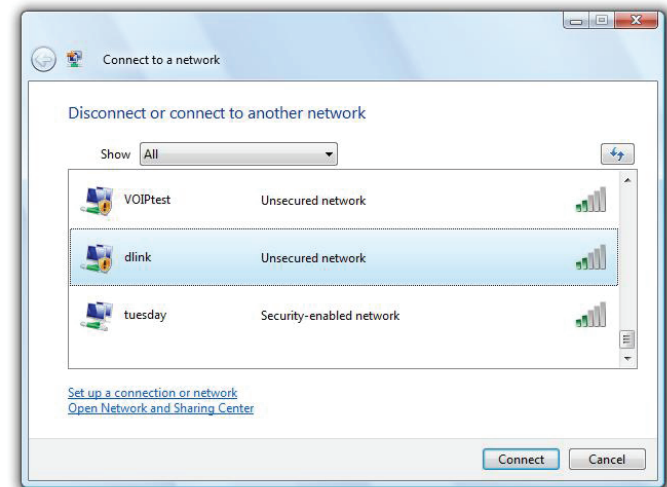 Connect to a network
Disconnect or connect to another network
Show All
VOIPtest Unsecured network
dlink Unsecured network
tuesday Security-enabled network
Set up a connection or network
Open Network and Sharing Center
Connect Cancel